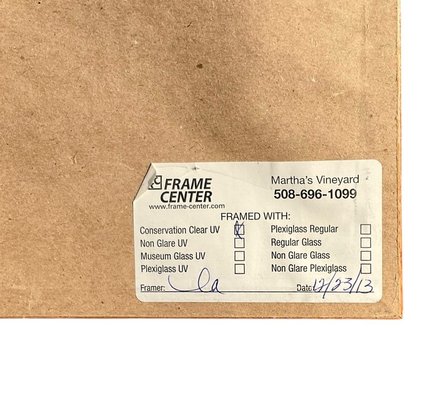 FRAME
CENTER
www.frame-center.com
Martha's Vineyard
508-696-1099
FRAMED WITH:
Conservation Clear UV
Non Glare UV
Museum Glass UV
Plexiglass UV
Plexiglass Regular
Regular Glass
Non Glare Glass
Non Glare Plexiglass
Framer:
Date: 12/23/13